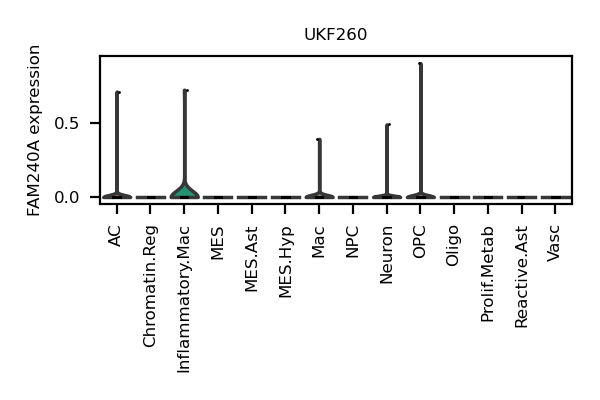 UKF260
FAM240A expression
0.5
0.0
AC
Chromatin.Reg
Inflammatory.Mac
MES
MES.Ast
MES.Hyp
Mac
NPC
Neuron
OPC
Oligo
Prolif.Metab
Reactive.Ast
Vasc